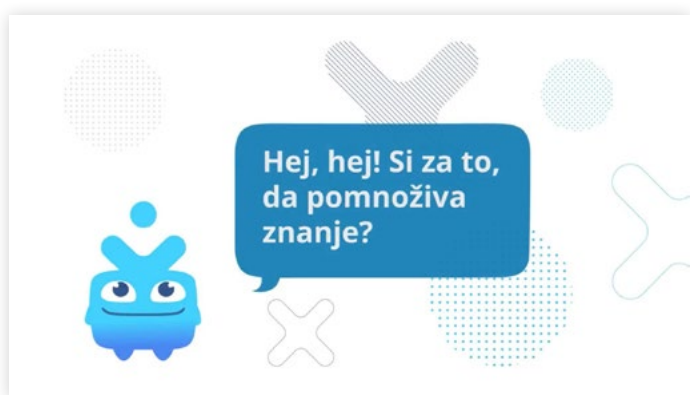 Hej, hej! Si za to,
da pomnoživa
znanje?